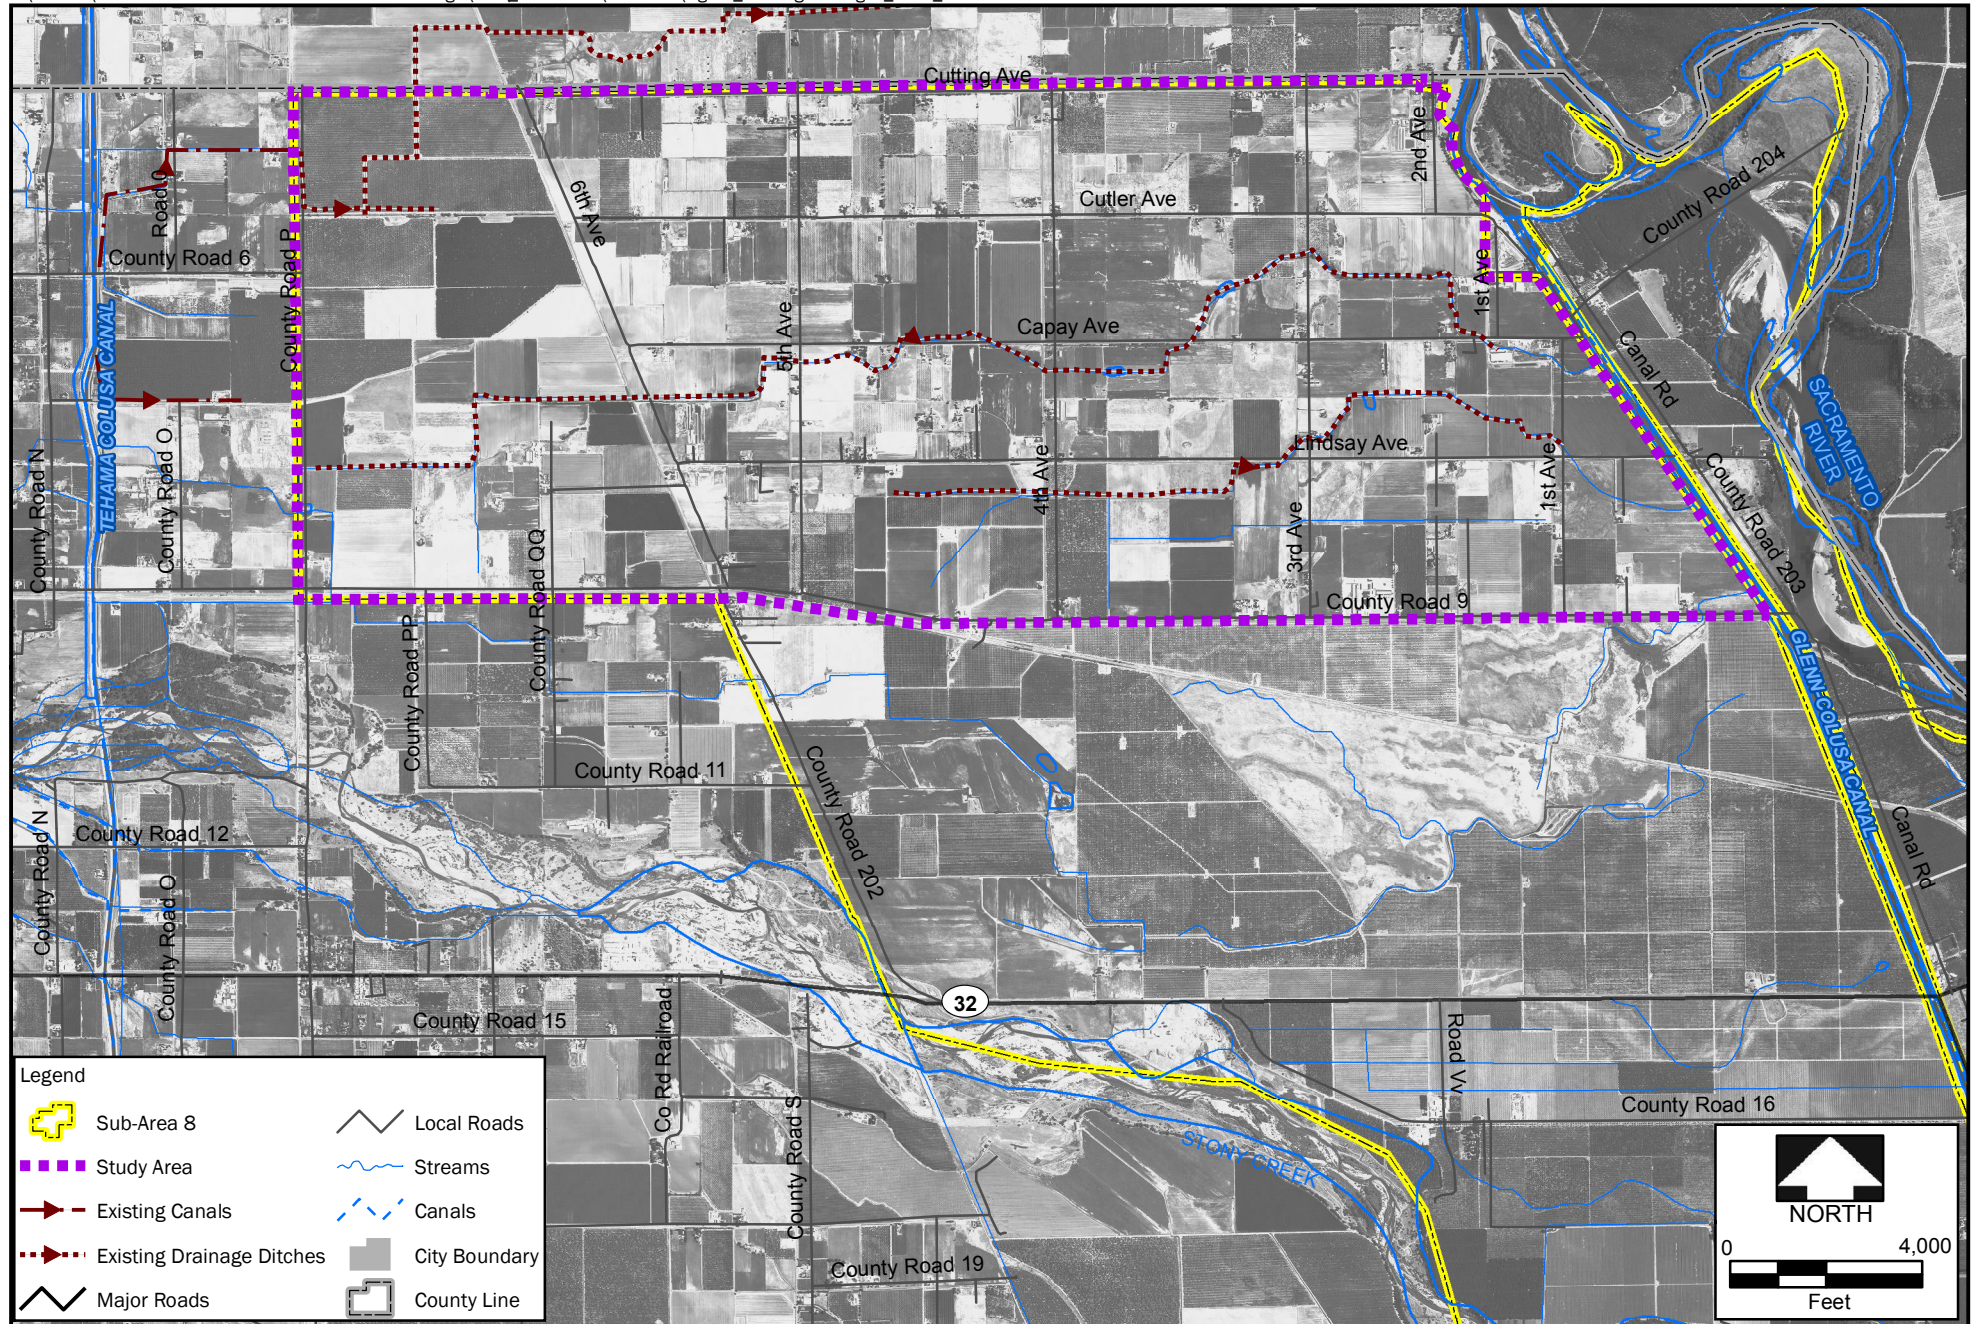 Cutting Ave
2nd Ave
6th Ave
Cutler Ave
County Road 204
Road O
County Road 6
County Road P
1st Ave
TEHAMA COLUSA CANAL
5th Ave
Capay Ave
Canal Rd
SACRAMENTO
RIVER
County Road N
County Road O
Lindsay Ave
4th Ave
1st Ave
County Road 203
3rd Ave
County Road QQ
County Road 9
County Road PP
GLENN-COLUSA CANAL
County Road 11
County Road 202
County Road 12
County Road N
County Road O
Canal Rd
32
County Road 15
Co Rd Railroad
Road Vv
County Road S
County Road 16
STONY CREEK
County Road 19
Legend
Sub-Area 8
Local Roads
Study Area
Streams
Existing Canals
Canals
Existing Drainage Ditches
City Boundary
Major Roads
County Line
NORTH
0 4,000
Feet